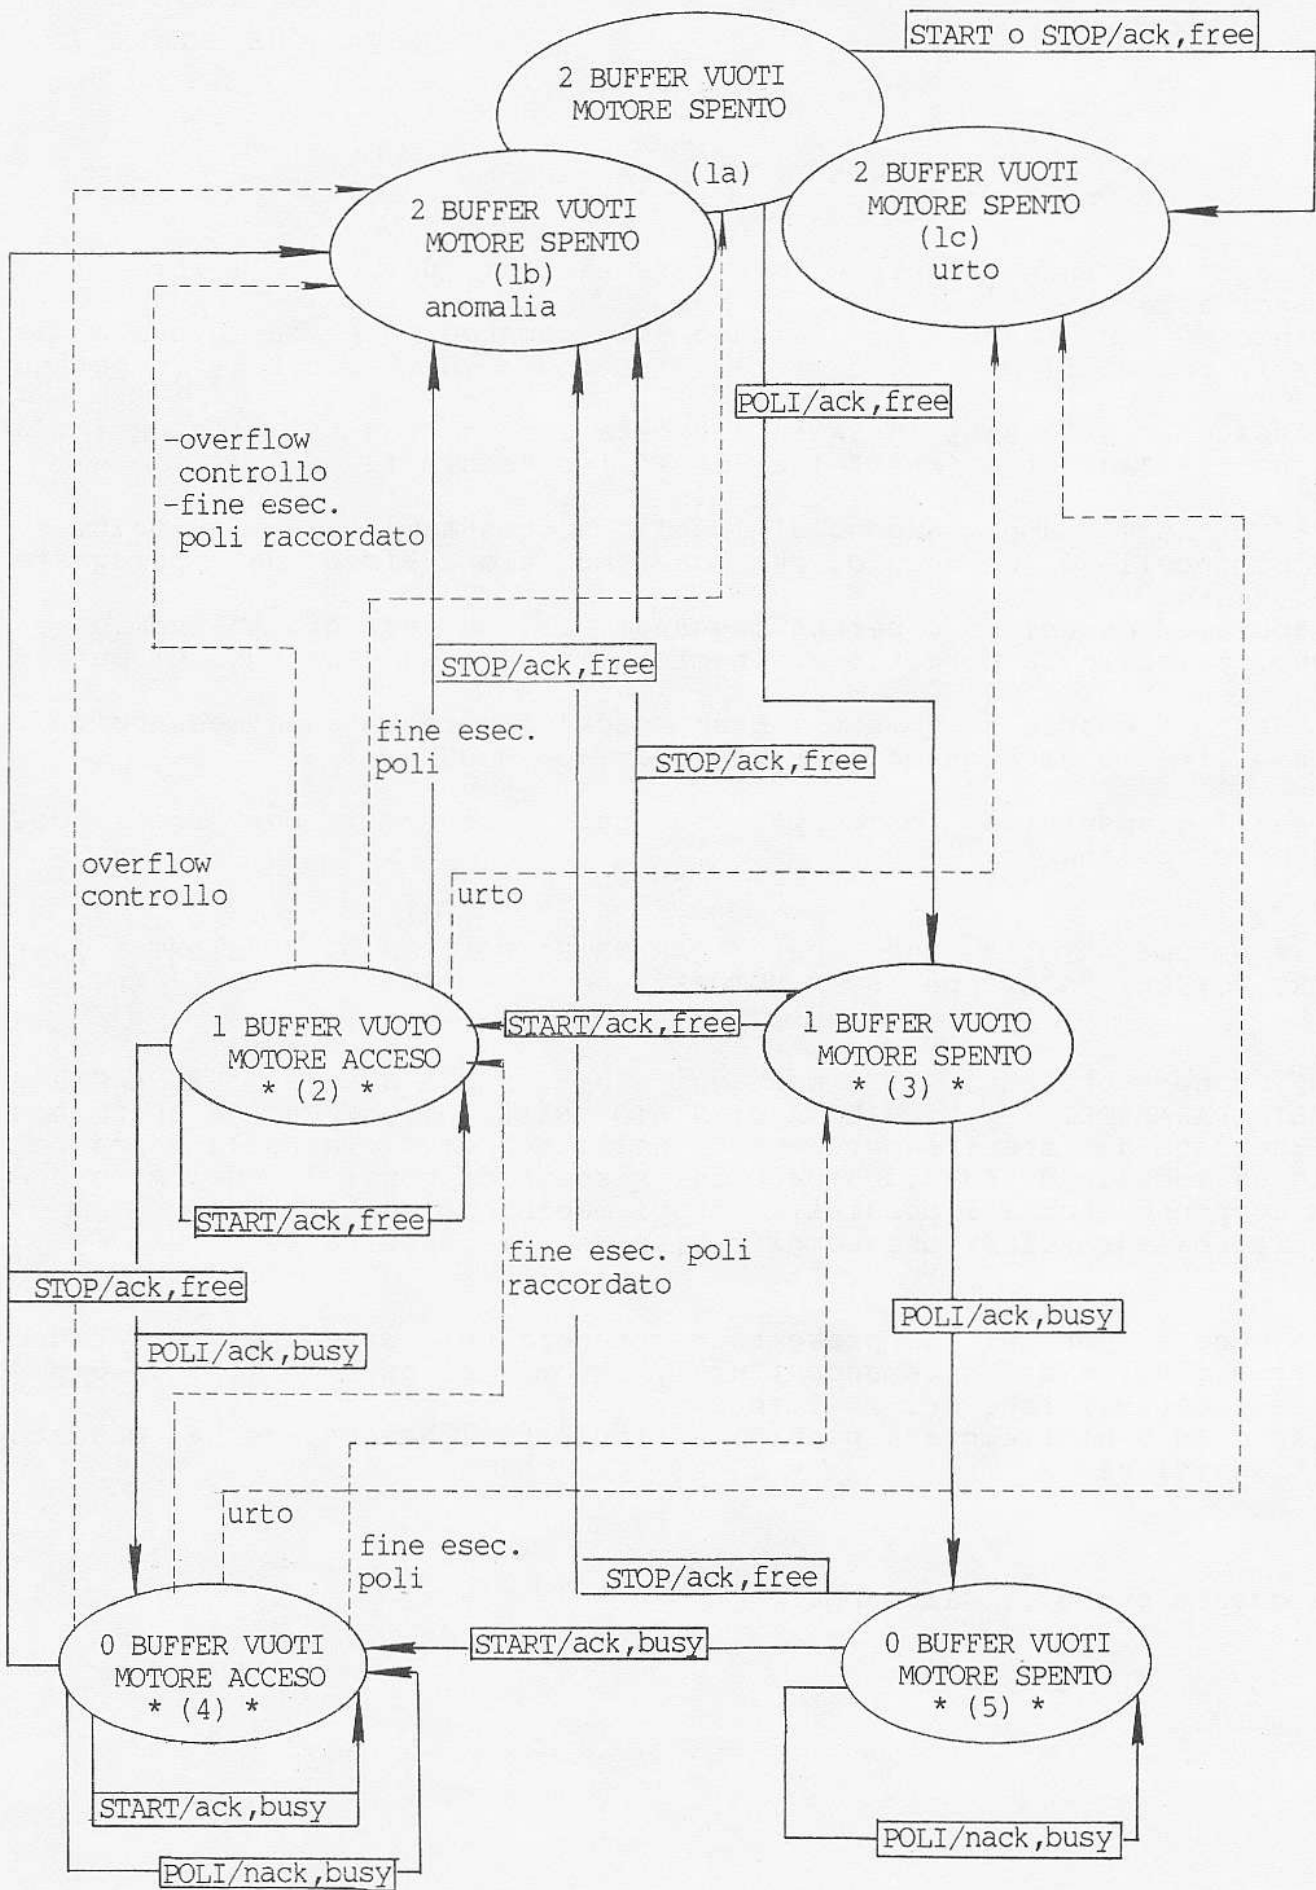 START o STOP/ack,free
2 BUFFER VUOTI
MOTORE SPENTO
(1a)
2 BUFFER VUOTI
MOTORE SPENTO
(1b)
anomalia
2 BUFFER VUOTI
MOTORE SPENTO
(1c)
urto
POLI/ack,free
-overflow
controllo
-fine esec.
poli raccordato
STOP/ack,free
fine esec.
poli
STOP/ack,free
overflow
controllo
urto
1 BUFFER VUOTO
MOTORE ACCESO
* (2) *
START/ack,free
1 BUFFER VUOTO
MOTORE SPENTO
* (3) *
START/ack,free
fine esec. poli
raccordato
STOP/ack,free
POLI/ack,busy
POLI/ack,busy
urto
fine esec.
poli
STOP/ack,free
0 BUFFER VUOTI
MOTORE ACCESO
* (4) *
START/ack,busy
0 BUFFER VUOTI
MOTORE SPENTO
* (5) *
START/ack,busy
POLI/nack,busy
POLI/nack,busy